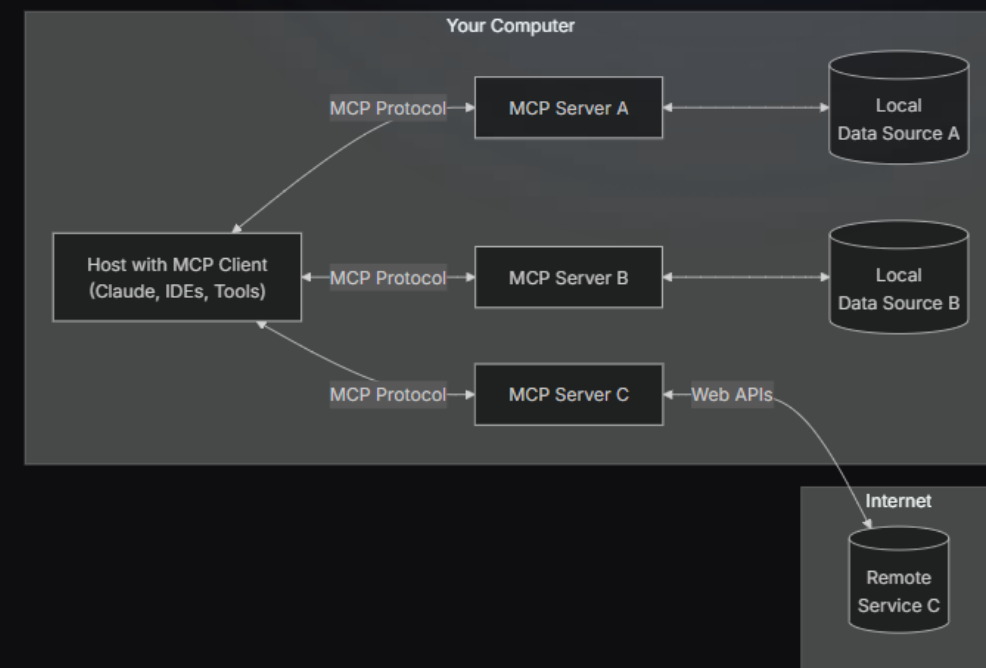 Your Computer
MCP Protocol
MCP Server A
Local
Data Source A
Host with MCP Client
(Claude, IDEs, Tools)
MCP Protocol
MCP Server B
Local
Data Source B
MCP Protocol
MCP Server C
Web APIs
Internet
Remote
Service C